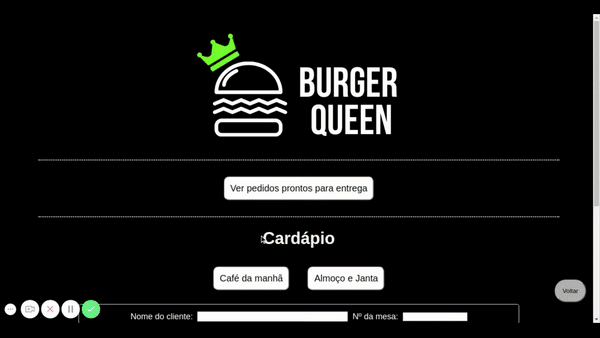 BURGER
QUEEN
Ver pedidos prontos para entrega
Cardápio
Café da manhã
Almoço e Janta
Voltar
Nome do cliente:
Nº da mesa: